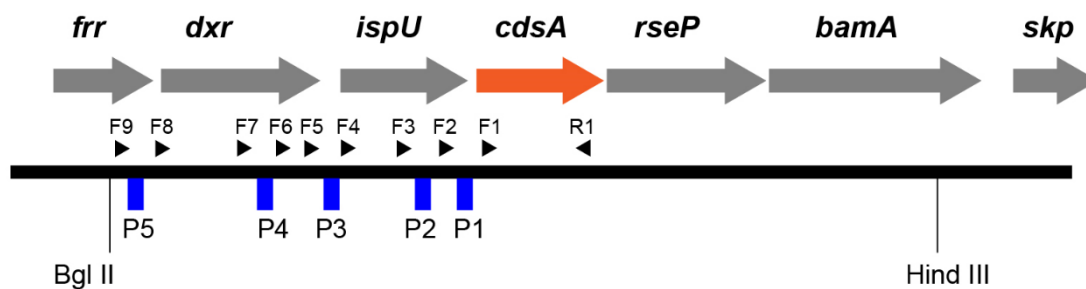 frr dxr ispU cdsA rseP bamA skp
F9 F8 F7 F6 F5 F4 F3 F2 F1 R1
P5 P4 P3 P2 P1
Bgl II Hind III